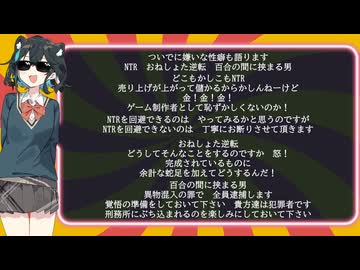 ついでに嫌いな性癖も語ります
NTR　おねしょた逆転　百合の間に挟まる男
どこもかしこもNTR
売り上げが上がって儲かるからかしんねーけど
金！金！金！
ゲーム制作者として恥ずかしくないのか！
NTRを回避できるのは　やってみるかと思うのですが
NTRを回避できないのは　丁寧にお断りさせて頂きます
おねしょた逆転
どうしてそんなことをするのですか　怒！
完成されているものに
余計な蛇足を加えてどうするんだ！
百合の間に挟まる男
異物混入の罪で　全員逮捕します
覚悟の準備をしておいて下さい　貴方達は犯罪者です
刑務所にぶち込まれるのを楽しみにしておいて下さい